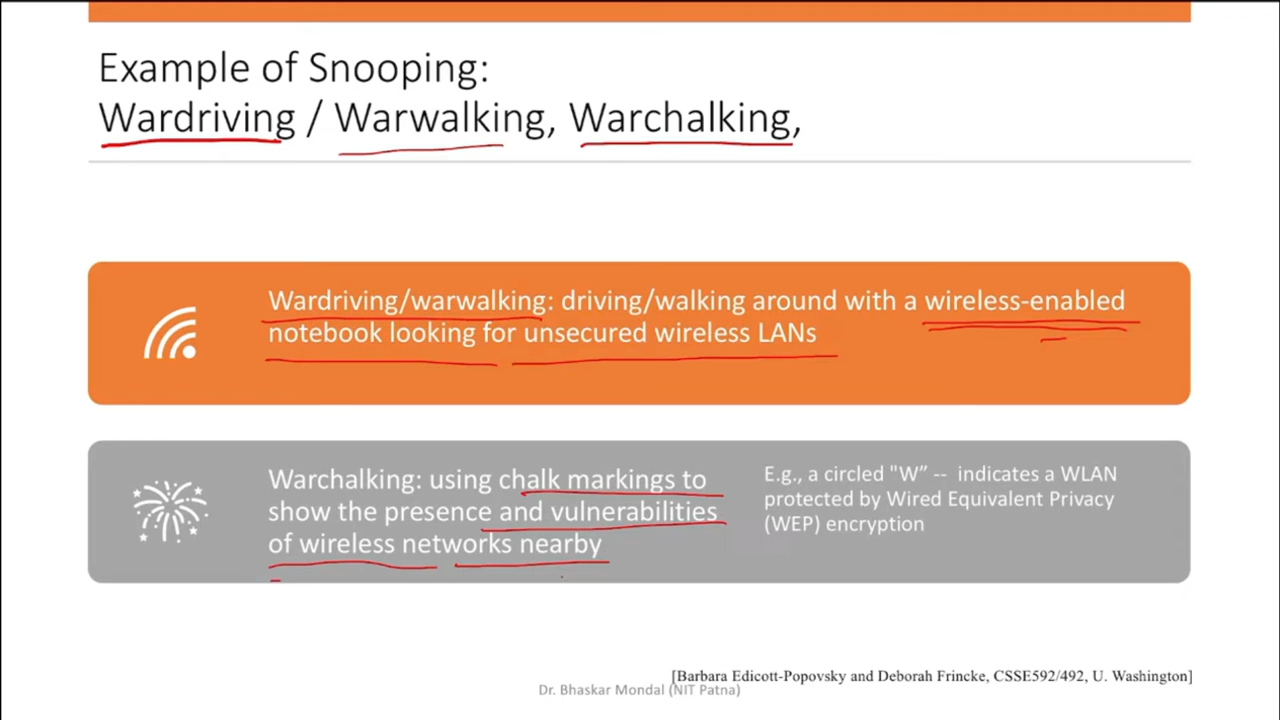 Example of Snooping:
Wardriving / Warwalking, Warchalking,
Wardriving/warwalking: driving/walking around with a wireless-enabled
notebook looking for unsecured wireless LANs
Warchalking: using chalk markings to
show the presence and vulnerabilities
of wireless networks nearby
E.g., a circled "W” -- indicates a WLAN
protected by Wired Equivalent Privacy
(WEP) encryption
[Barbara Edicott-Popovsky and Deborah Frincke, CSSE592/492, U. Washington]
Dr. Bhaskar Mondal (NIT Patna)